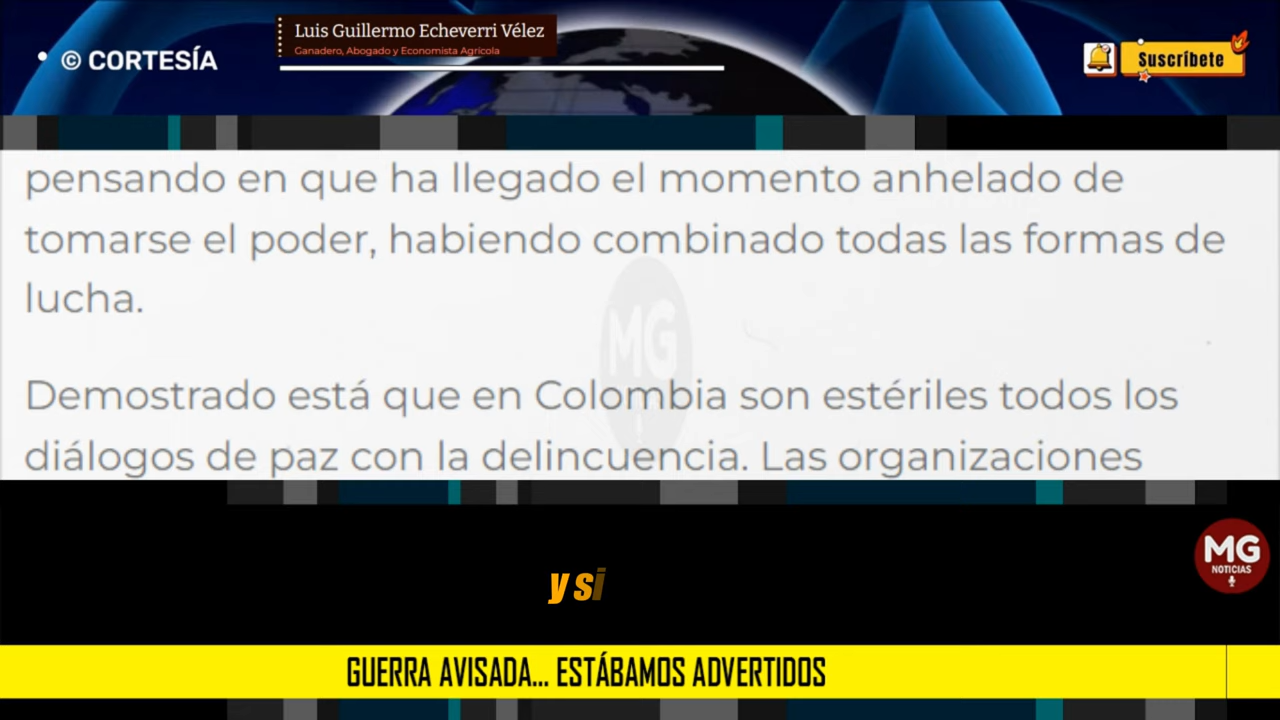 Luis Guillermo Echeverri Vélez
Ganadero, Abogado y Economista Agrícola
© CORTESÍA
Suscríbete
pensando en que ha llegado el momento anhelado de
tomarse el poder, habiendo combinado todas las formas de
lucha.
MG
Demostrado está que en Colombia son estériles todos los
diálogos de paz con la delincuencia. Las organizaciones
MG
NOTICIAS
y si
GUERRA AVISADA... ESTÁBAMOS ADVERTIDOS